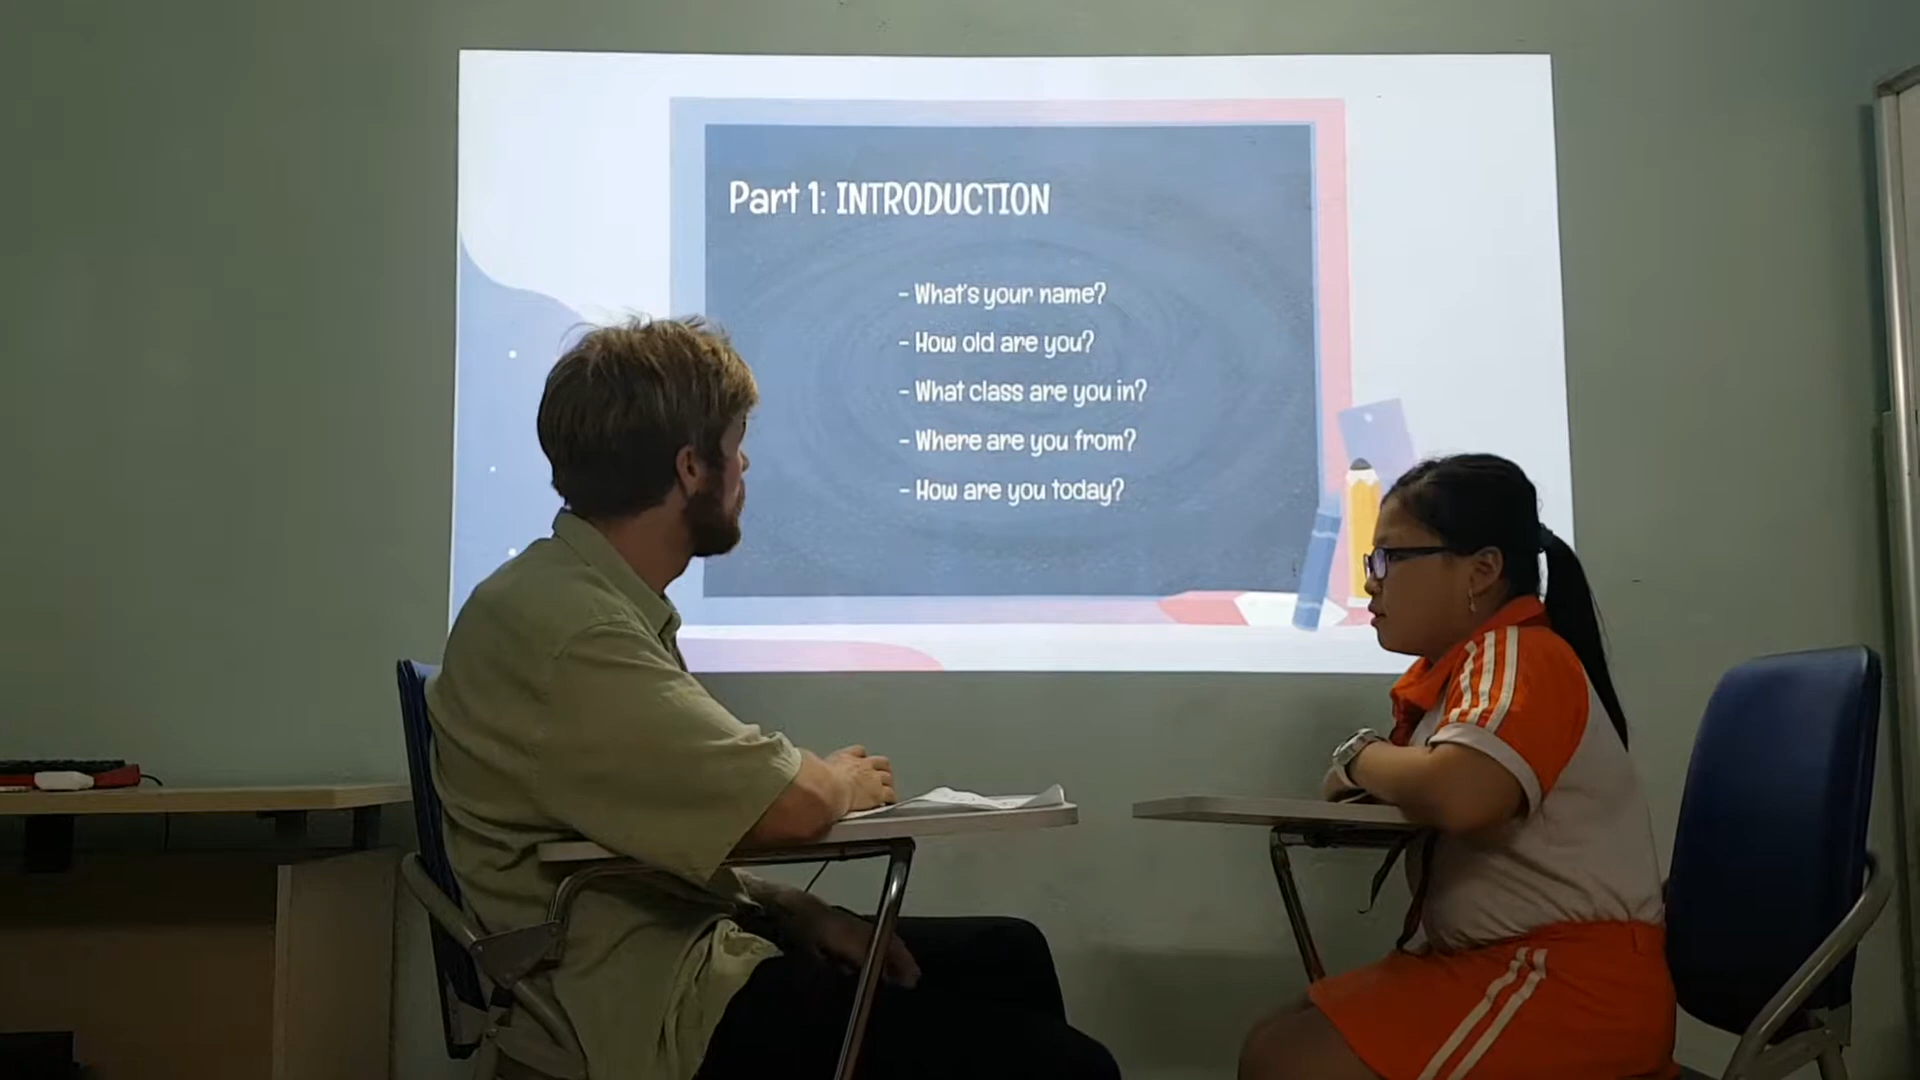 Part 1: INTRODUCTION
- What's your name?
- How old are you?
- What class are you in?
- Where are you from?
- How are you today?